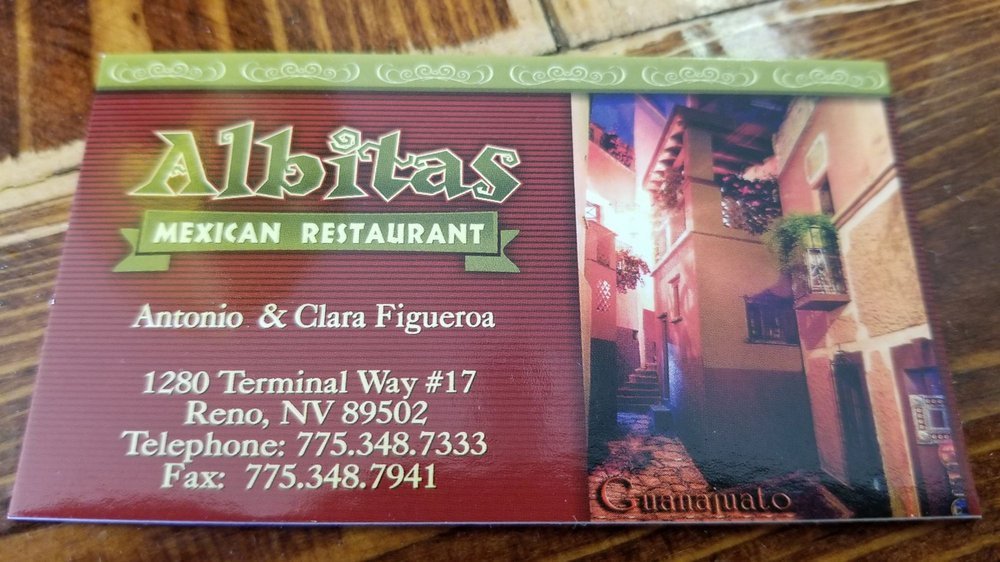 Albitas
MEXICAN RESTAURANT
Antonio & Clara Figueroa
1280 Terminal Way #17
Reno, NV 89502
Telephone: 775.348.7333
Fax: 775.348.7941
Guanajuato